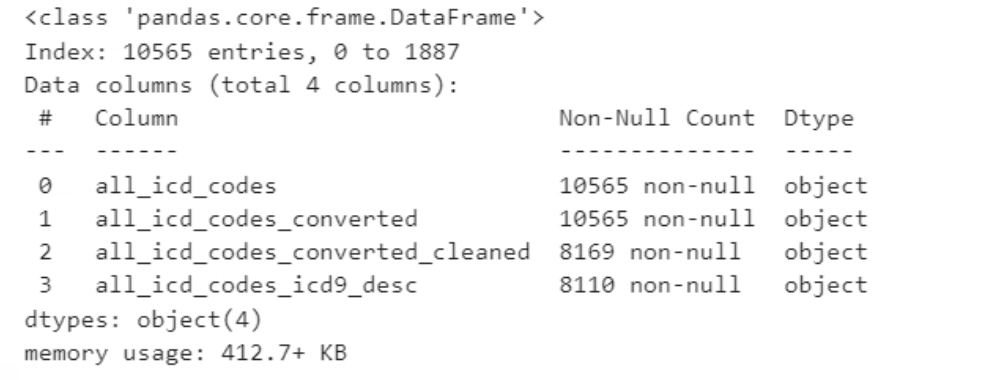 <class 'pandas.core.frame.DataFrame'>
Index: 10565 entries, 0 to 1887
Data columns (total 4 columns):
 #   Column                          Non-Null Count  Dtype
---  ------                          --------------  -----
 0   all_icd_codes                   10565 non-null  object
 1   all_icd_codes_converted         10565 non-null  object
 2   all_icd_codes_converted_cleaned  8169 non-null   object
 3   all_icd_codes_icd9_desc         8110 non-null   object
dtypes: object(4)
memory usage: 412.7+ KB